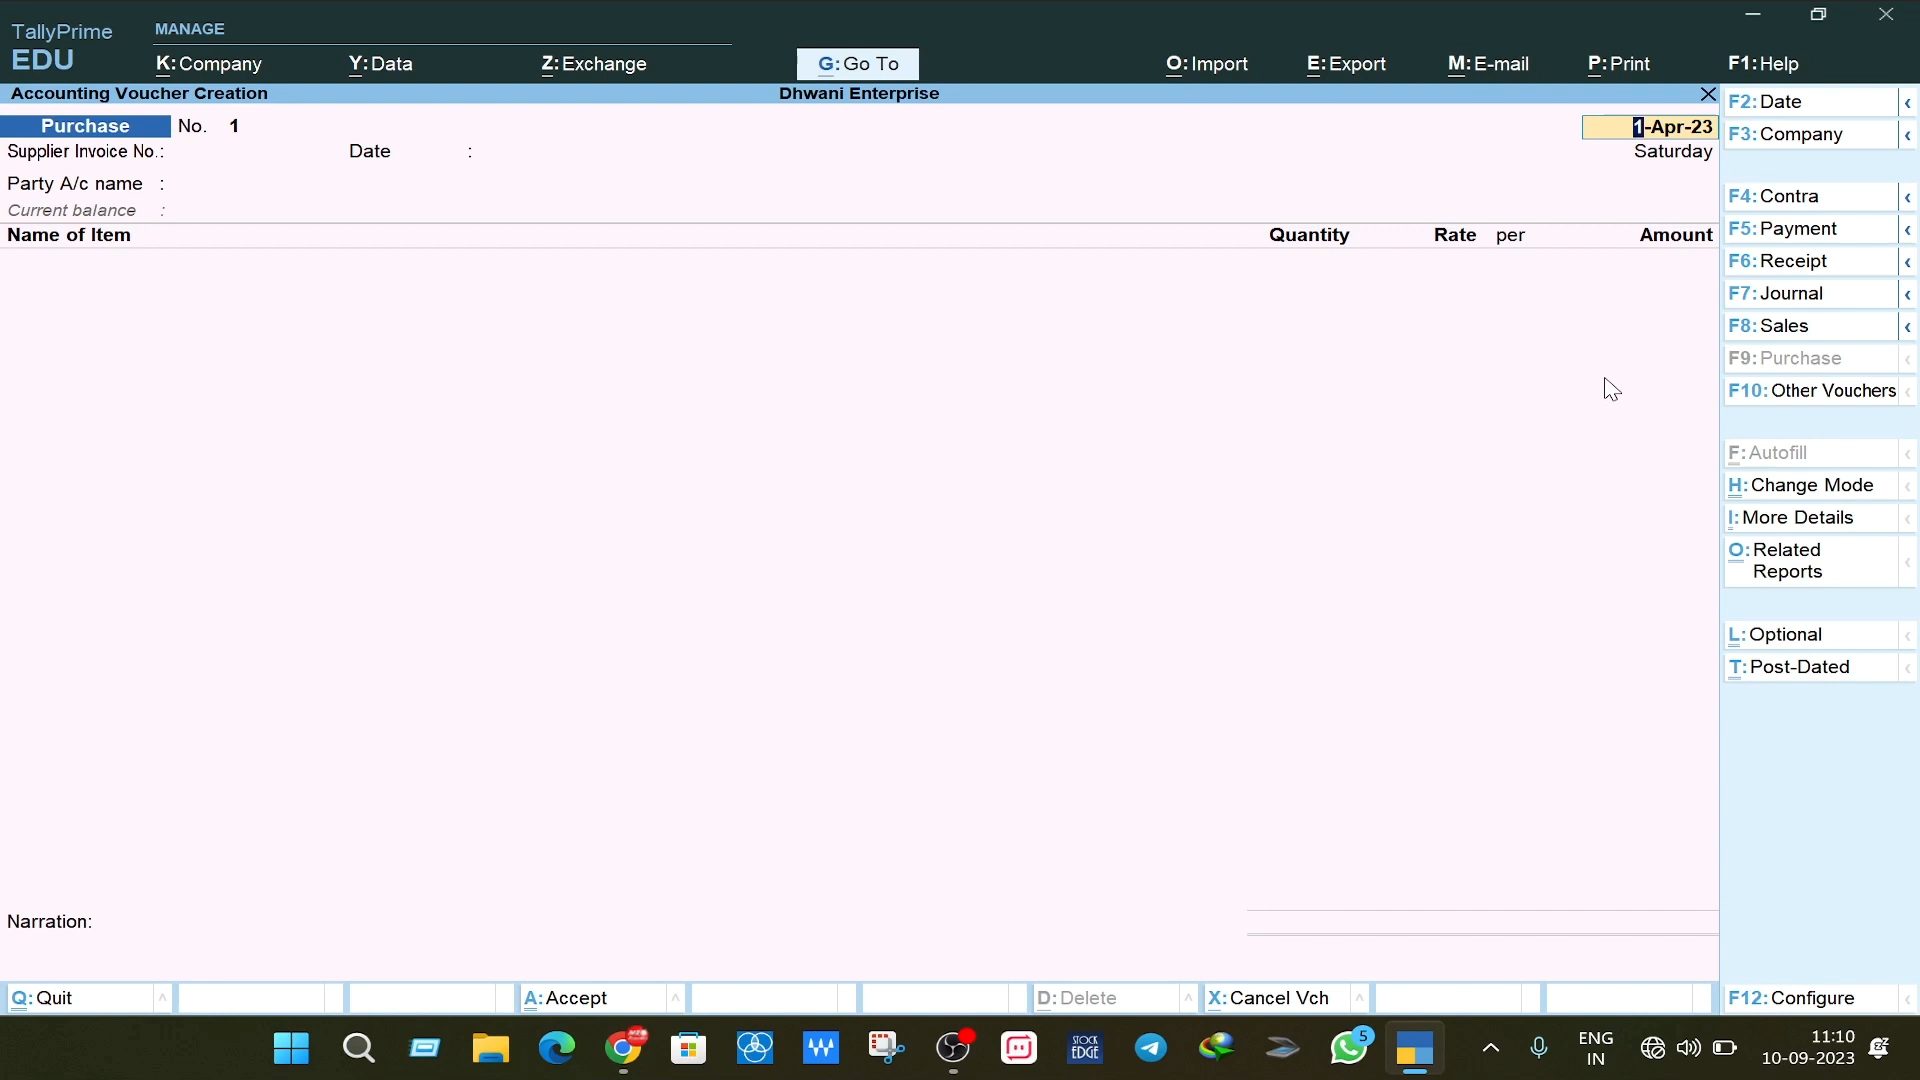 TallyPrime
EDU
MANAGE
K: Company
Y: Data
Z: Exchange
G: Go To
O: Import
E: Export
M: E-mail
P: Print
F1: Help
Accounting Voucher Creation
Dhwani Enterprise
Purchase No. 1
1-Apr-23
Supplier Invoice No.:
Date :
Saturday
Party A/c name :
Current balance :
Name of Item
Quantity
Rate per
Amount
Narration:
F2: Date
F3: Company
F4: Contra
F5: Payment
F6: Receipt
F7: Journal
F8: Sales
F9: Purchase
F10: Other Vouchers
F: Autofill
H: Change Mode
I: More Details
O: Related
Reports
L: Optional
T: Post-Dated
F12: Configure
Q: Quit
A: Accept
D: Delete
X: Cancel Vch
STOCK
EDGE
5
ENG
IN
11:10
10-09-2023